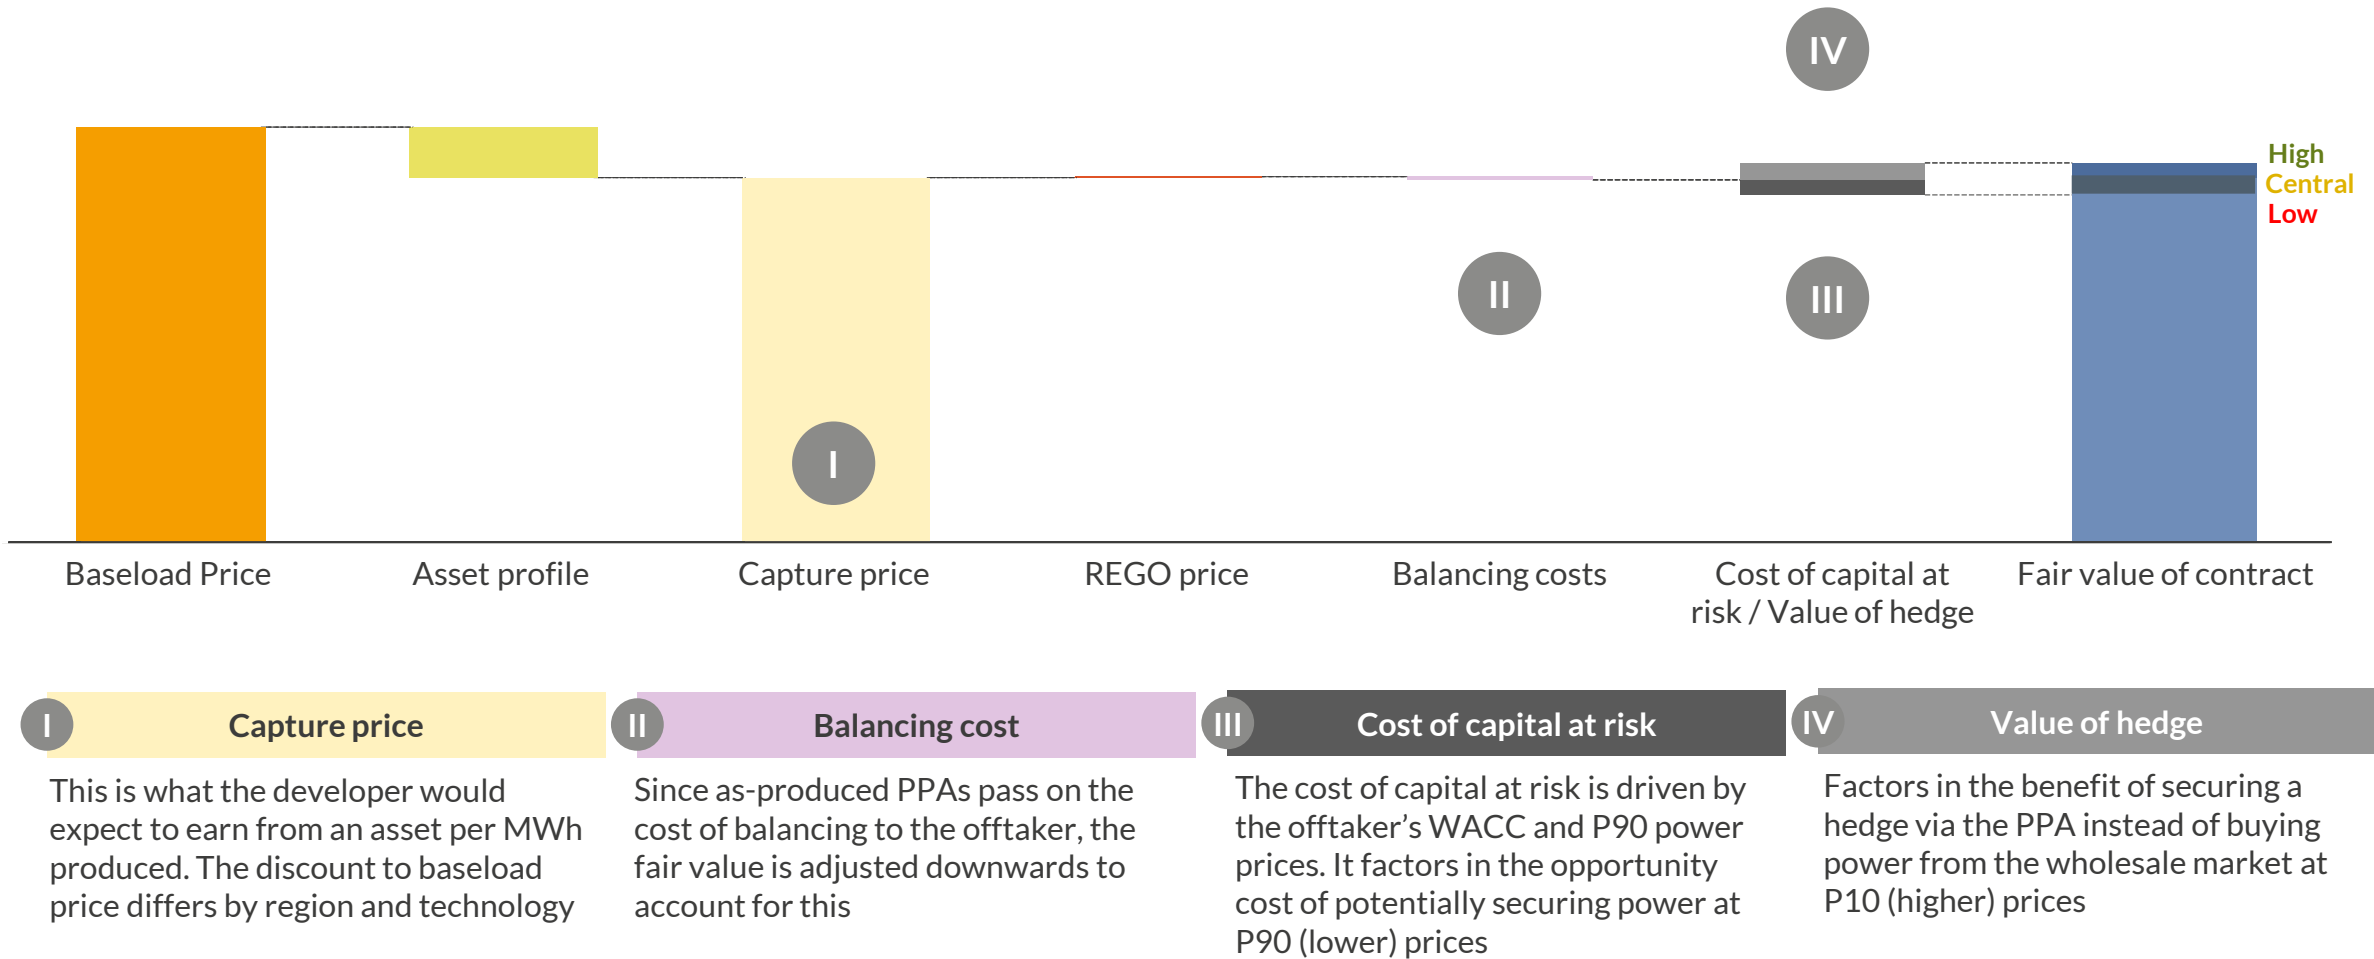 IV
High
Central
Low
II
III
I
Baseload Price
Asset profile
Capture price
REGO price
Balancing costs
Cost of capital at
risk / Value of hedge
Fair value of contract
I
Capture price
This is what the developer would
expect to earn from an asset per MWh
produced. The discount to baseload
price differs by region and technology
II
Balancing cost
Since as-produced PPAs pass on the
cost of balancing to the offtaker, the
fair value is adjusted downwards to
account for this
III
Cost of capital at risk
The cost of capital at risk is driven by
the offtaker’s WACC and P90 power
prices. It factors in the opportunity
cost of potentially securing power at
P90 (lower) prices
IV
Value of hedge
Factors in the benefit of securing a
hedge via the PPA instead of buying
power from the wholesale market at
P10 (higher) prices